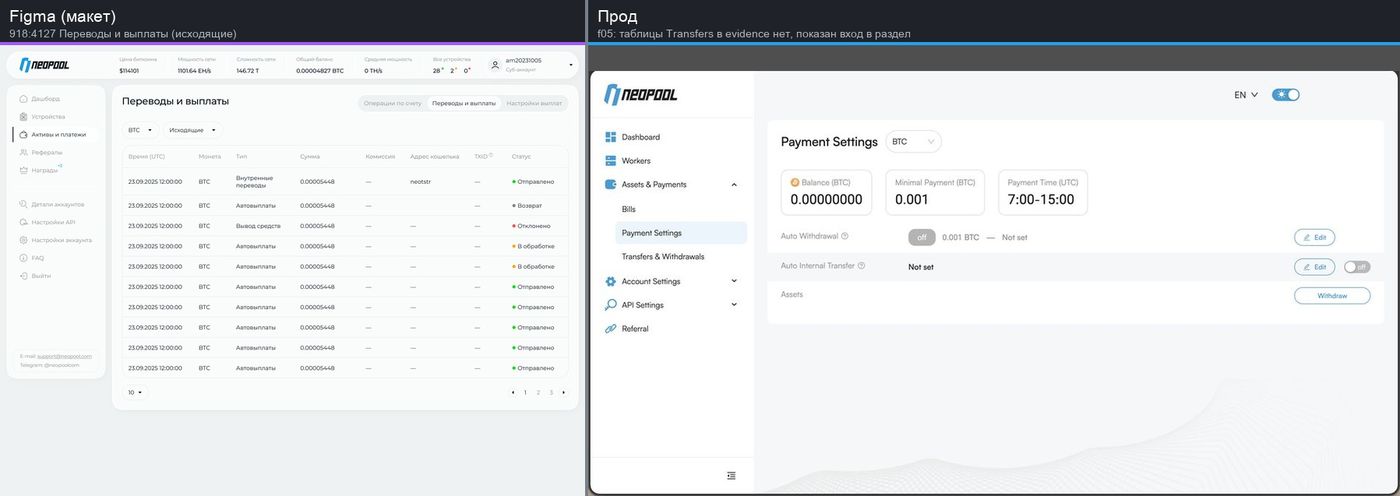 Figma (макет)
918:4127 Переводы и выплаты (исходящие)
NEOPOOL
Цена биткоина
$114101
Мощность сети
1101.64 EH/s
Сложность сети
146.72 T
Общий баланс
0.00004827 BTC
Средняя мощность
0 TH/s
Все устройства
28 2 0
am20231005
Суб-аккаунт
Дашборд
Устройства
Активы и платежи
Рефералы
Награды
Детали аккаунтов
Настройки API
Настройки аккаунта
FAQ
Выйти
E-mail: support@neopool.com
Telegram: @neopoolcom
Переводы и выплаты
Операции по счету Переводы и выплаты Настройки выплат
BTC Исходящие
Время (UTC) Монета Тип Сумма Комиссия Адрес кошелька TXID Статус
23.09.2025 12:00:00 BTC Внутренние переводы 0.00005448 — neotstr — Отправлено
23.09.2025 12:00:00 BTC Автовыплаты 0.00005448 — — — Возврат
23.09.2025 12:00:00 BTC Вывод средств 0.00005448 — — — Отклонено
23.09.2025 12:00:00 BTC Автовыплаты 0.00005448 — — — В обработке
23.09.2025 12:00:00 BTC Автовыплаты 0.00005448 — — — В обработке
23.09.2025 12:00:00 BTC Автовыплаты 0.00005448 — — — Отправлено
23.09.2025 12:00:00 BTC Автовыплаты 0.00005448 — — — Отправлено
23.09.2025 12:00:00 BTC Автовыплаты 0.00005448 — — — Отправлено
23.09.2025 12:00:00 BTC Автовыплаты 0.00005448 — — — Отправлено
23.09.2025 12:00:00 BTC Автовыплаты 0.00005448 — — — Отправлено
10
1 2 3
Прод
f05: таблицы Transfers в evidence нет, показан вход в раздел
NEOPOOL
EN
Dashboard
Workers
Assets & Payments
Bills
Payment Settings
Transfers & Withdrawals
Account Settings
API Settings
Referral
Payment Settings BTC
Balance (BTC)
0.00000000
Minimal Payment (BTC)
0.001
Payment Time (UTC)
7:00-15:00
Auto Withdrawal off 0.001 BTC — Not set Edit
Auto Internal Transfer Not set Edit off
Assets Withdraw